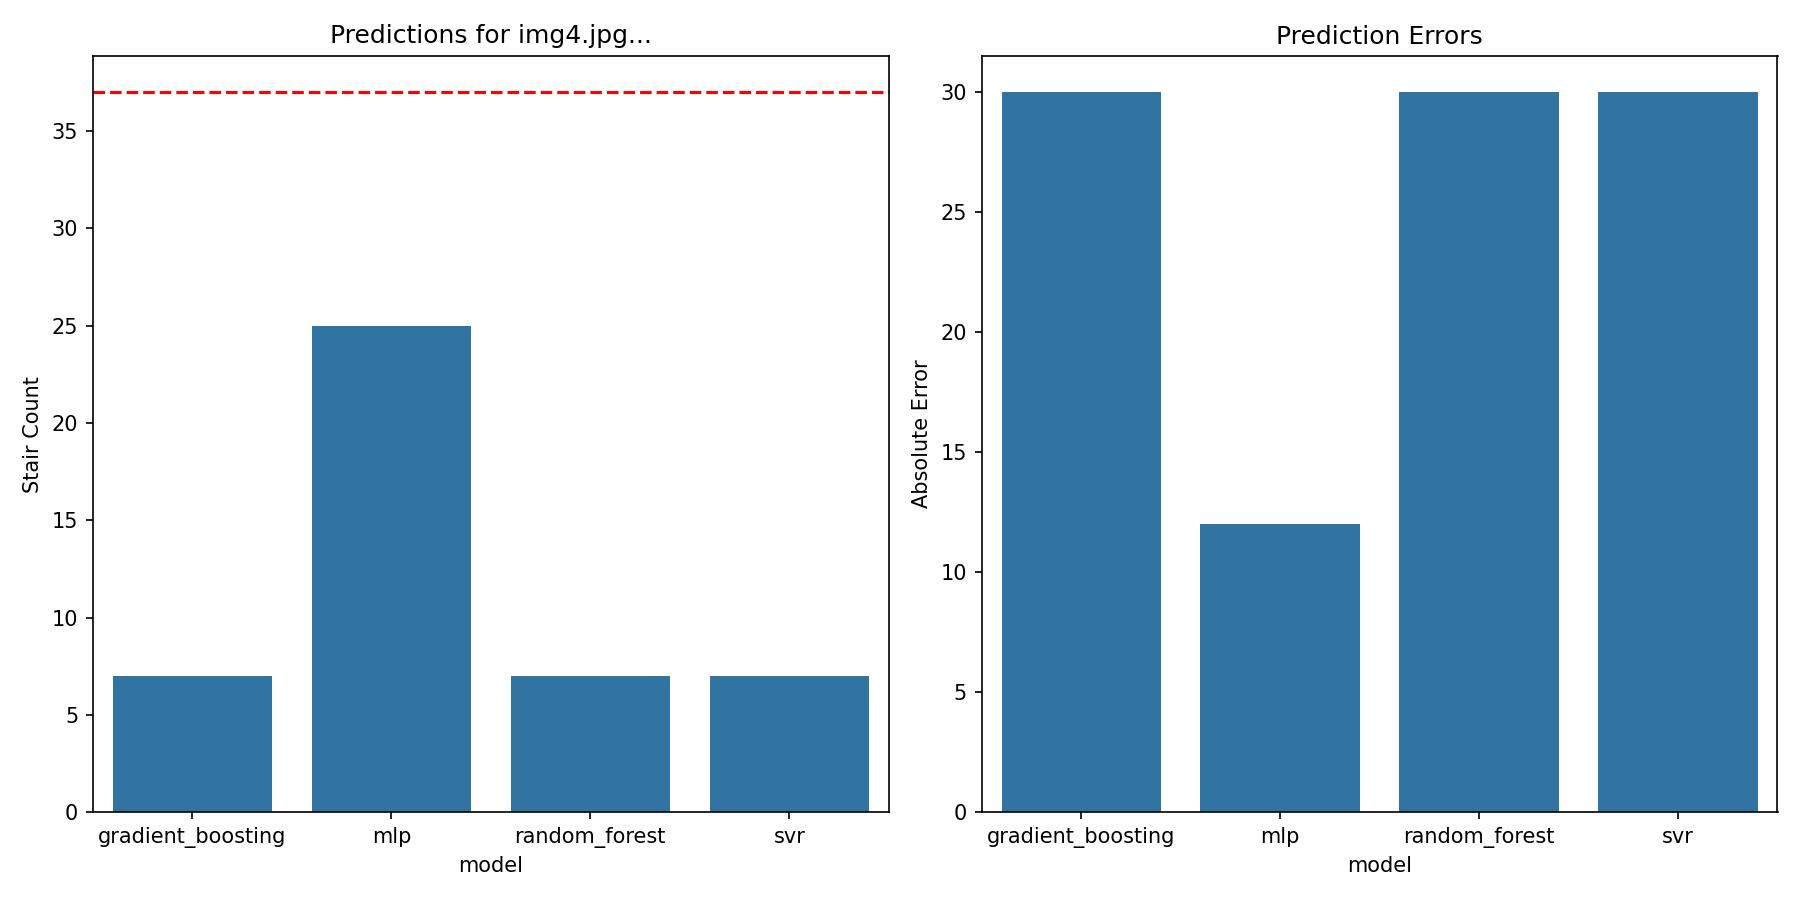 Predictions for img4.jpg...
Stair Count
35
30
25
20
15
10
5
0
gradient_boosting mlp random_forest svr
model
Prediction Errors
Absolute Error
30
25
20
15
10
5
0
gradient_boosting mlp random_forest svr
model